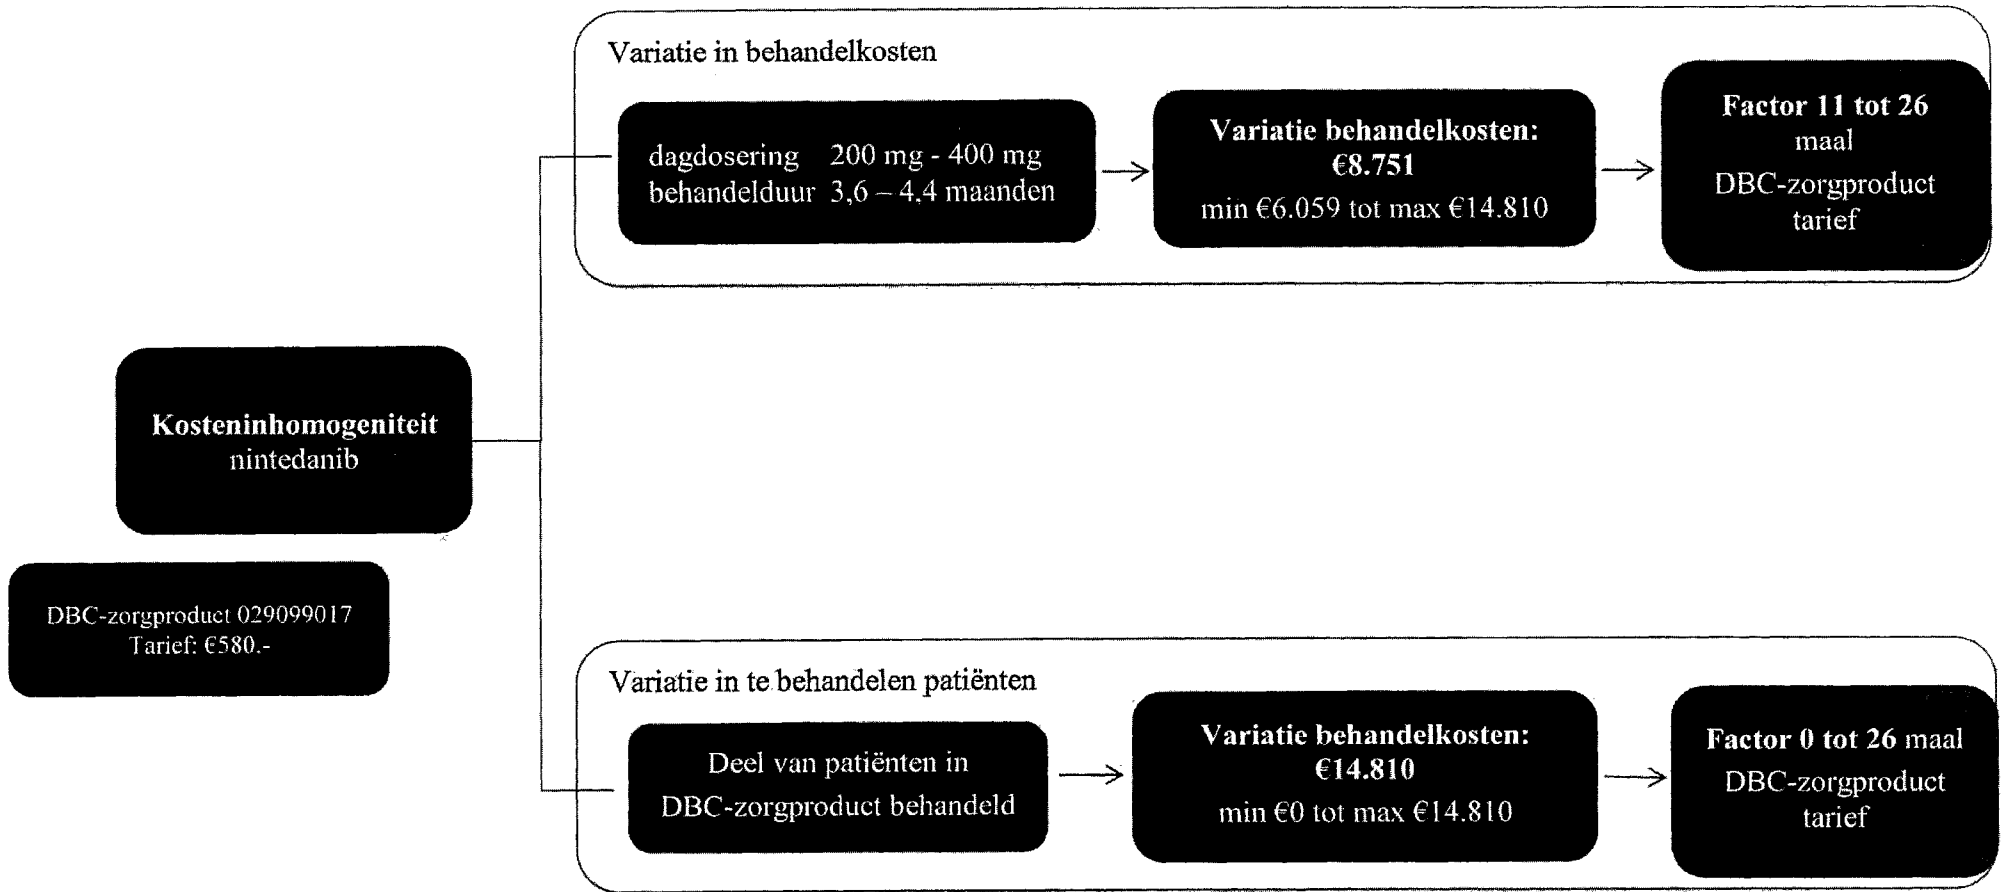 Variatie in behandelkosten
dagdosering 200 mg - 400 mg
behandelduur 3,6 – 4,4 maanden
Variatie behandelkosten:
€8.751
min €6.059 tot max €14.810
Factor 11 tot 26
maal
DBC-zorgproduct
tarief
Kosteninhomogeniteit
nintedanib
DBC-zorgproduct 029099017
Tarief: €580.-
Variatie in te behandelen patiënten
Deel van patiënten in
DBC-zorgproduct behandeld
Variatie behandelkosten:
€14.810
min €0 tot max €14.810
Factor 0 tot 26 maal
DBC-zorgproduct
tarief